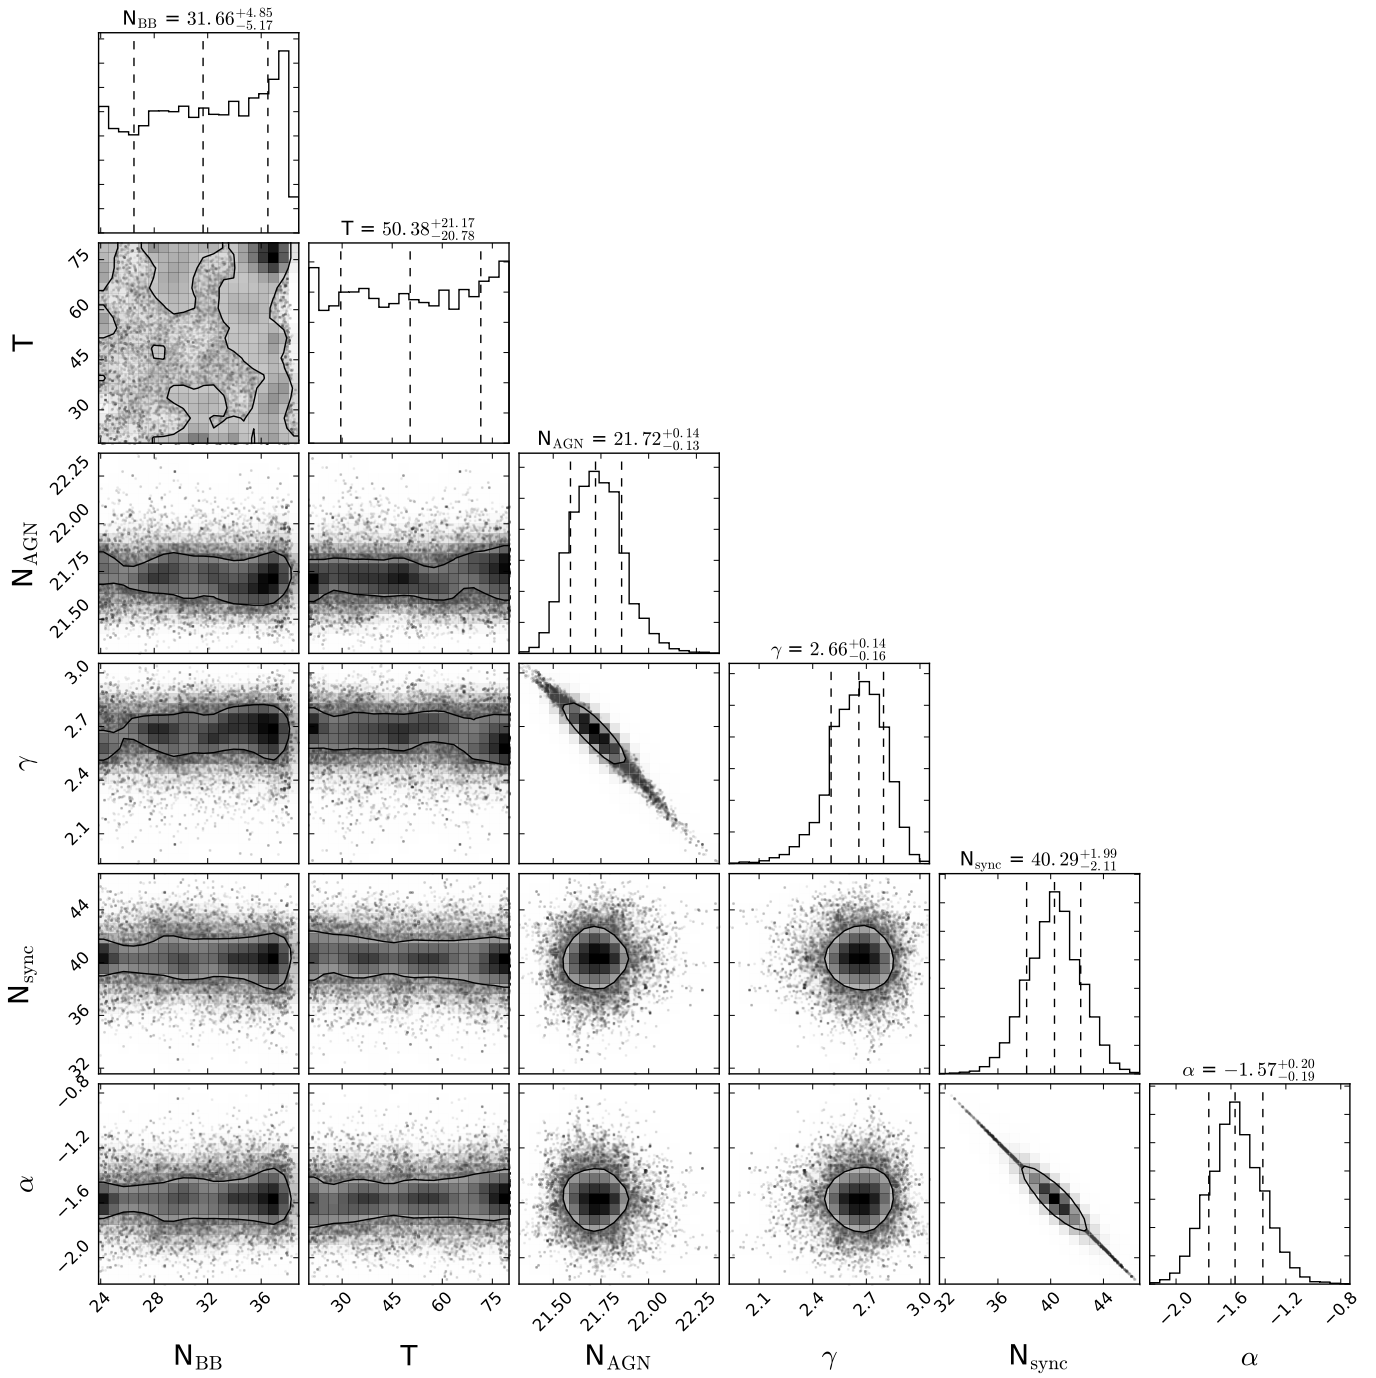 N_BB = 31.66^{+4.85}_{-5.17}
T = 50.38^{+21.17}_{-20.78}
75
60
45
30
T
N_AGN = 21.72^{+0.14}_{-0.13}
22.25
22.00
21.75
21.50
N_AGN
γ = 2.66^{+0.14}_{-0.16}
3.0
2.7
2.4
2.1
γ
N_sync = 40.29^{+1.99}_{-2.11}
44
40
36
32
N_sync
α = −1.57^{+0.20}_{-0.19}
−0.8
−1.2
−1.6
−2.0
α
24 28 32 36 30 45 60 75 21.50 21.75 22.00 22.25 2.1 2.4 2.7 3.0 32 36 40 44 −2.0 −1.6 −1.2 −0.8
N_BB T N_AGN γ N_sync α